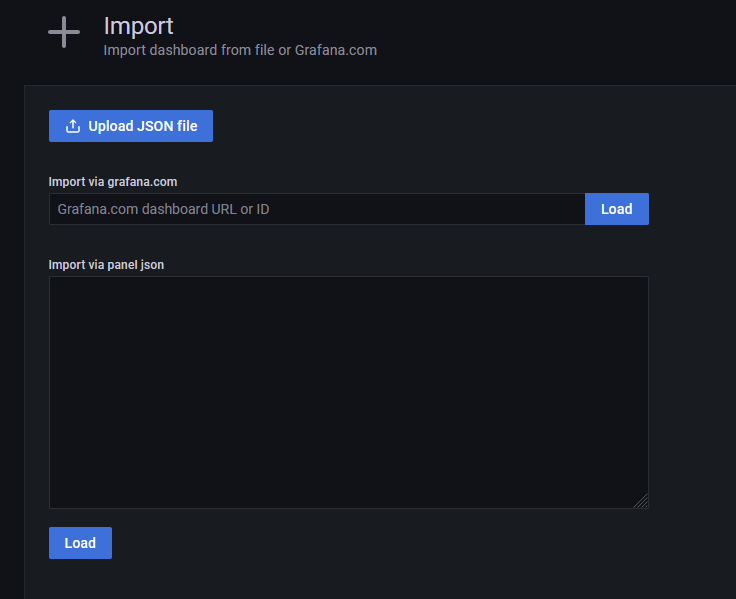 Import
Import dashboard from file or Grafana.com
Upload JSON file
Import via grafana.com
Grafana.com dashboard URL or ID
Load
Import via panel json
Load